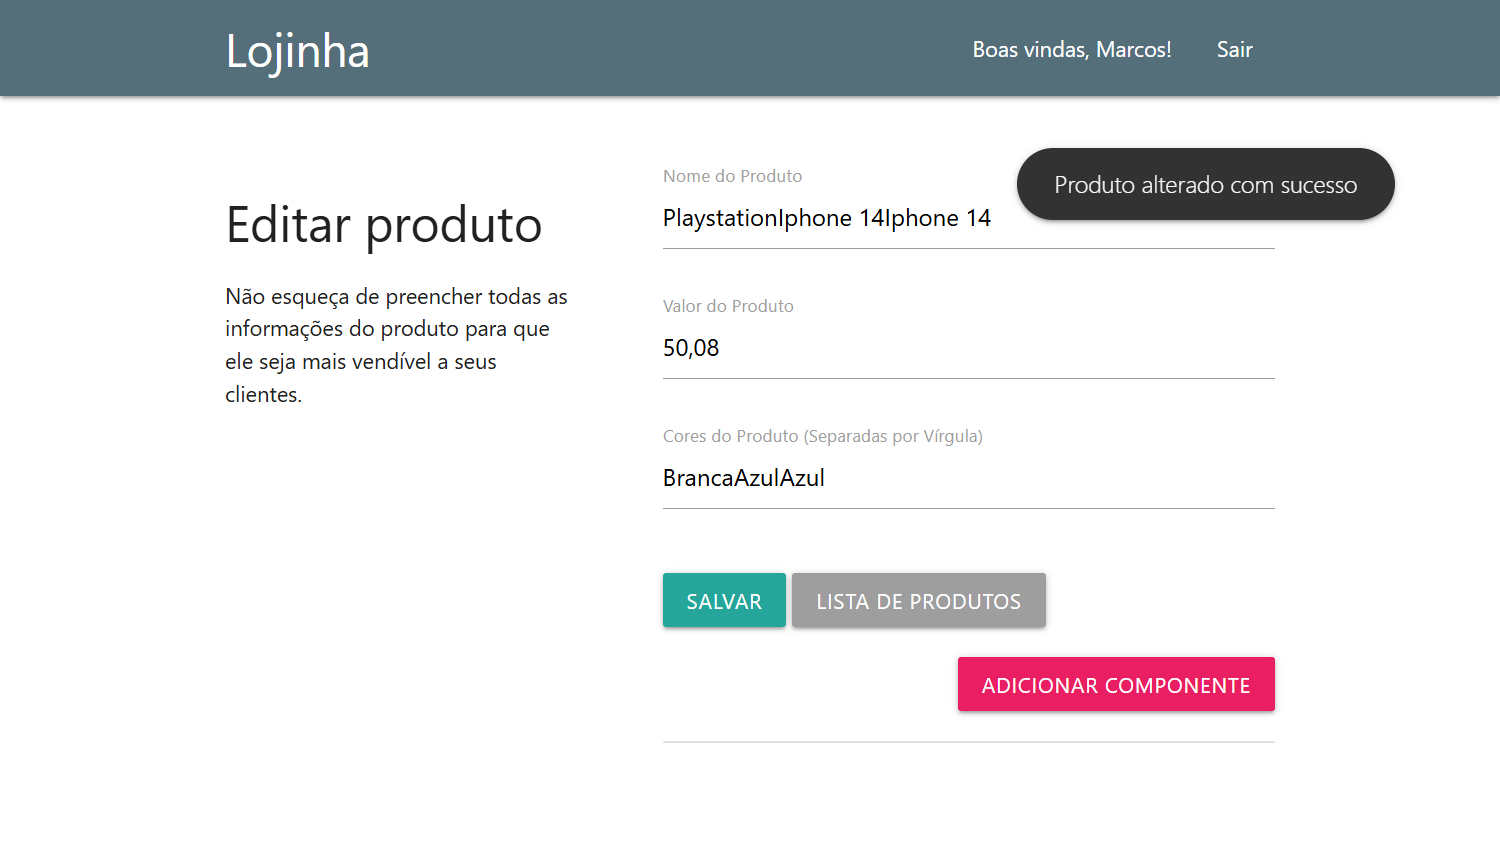 Lojinha
Boas vindas, Marcos!
Sair
Editar produto
Não esqueça de preencher todas as
informações do produto para que
ele seja mais vendível a seus
clientes.
Nome do Produto
PlaystationIphone 14Iphone 14
Produto alterado com sucesso
Valor do Produto
50,08
Cores do Produto (Separadas por Vírgula)
BrancaAzulAzul
SALVAR
LISTA DE PRODUTOS
ADICIONAR COMPONENTE